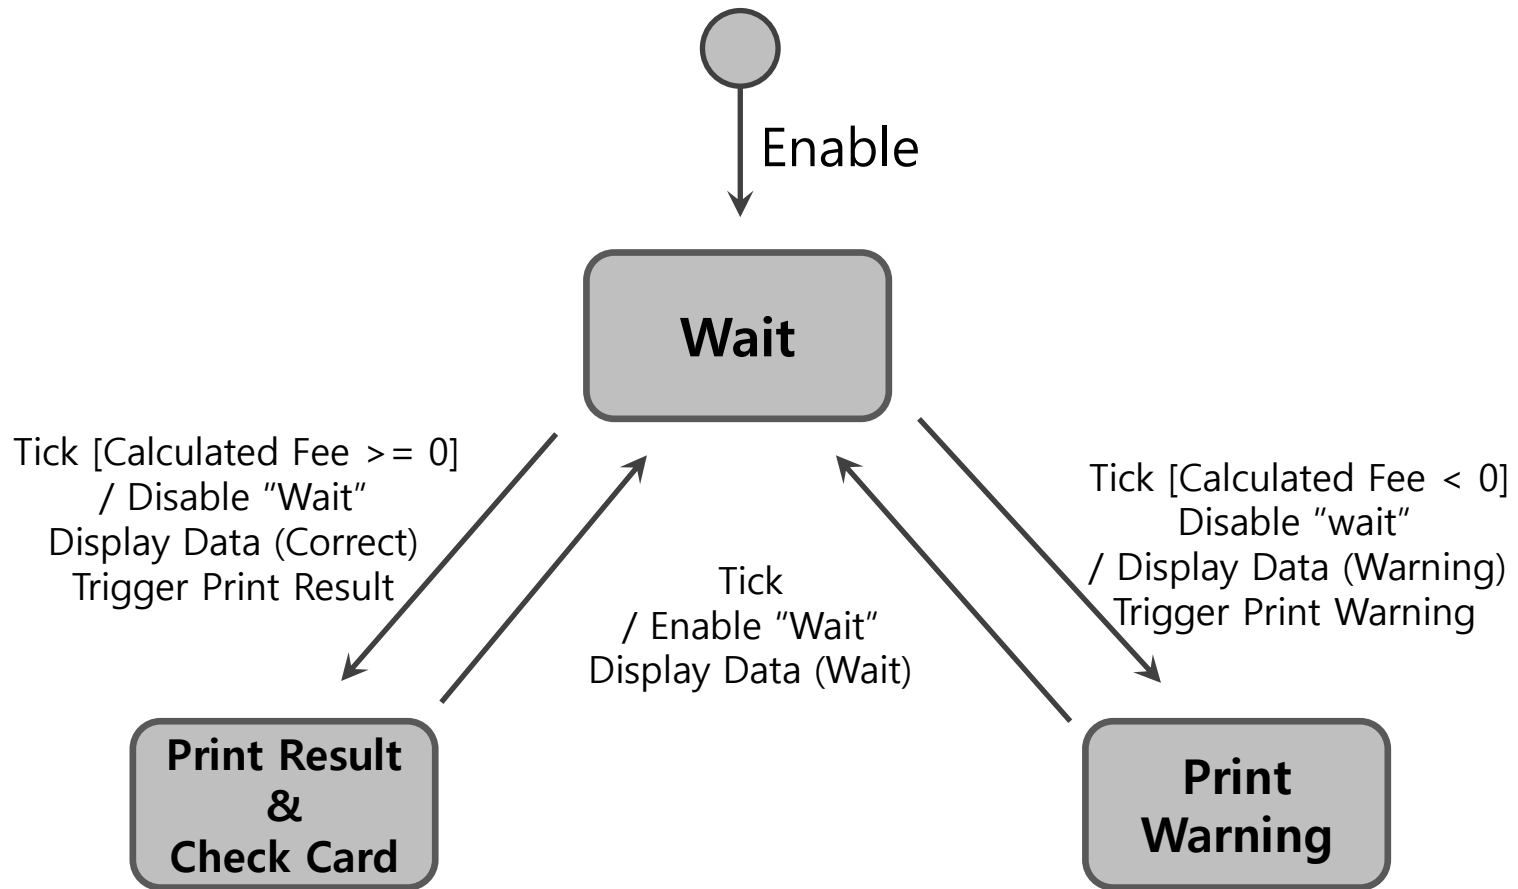 Enable
Wait
Tick [Calculated Fee >= 0]
/ Disable "Wait"
Display Data (Correct)
Trigger Print Result
Tick [Calculated Fee < 0]
Disable "wait"
/ Display Data (Warning)
Trigger Print Warning
Tick
/ Enable "Wait"
Display Data (Wait)
Print Result
&
Check Card
Print
Warning